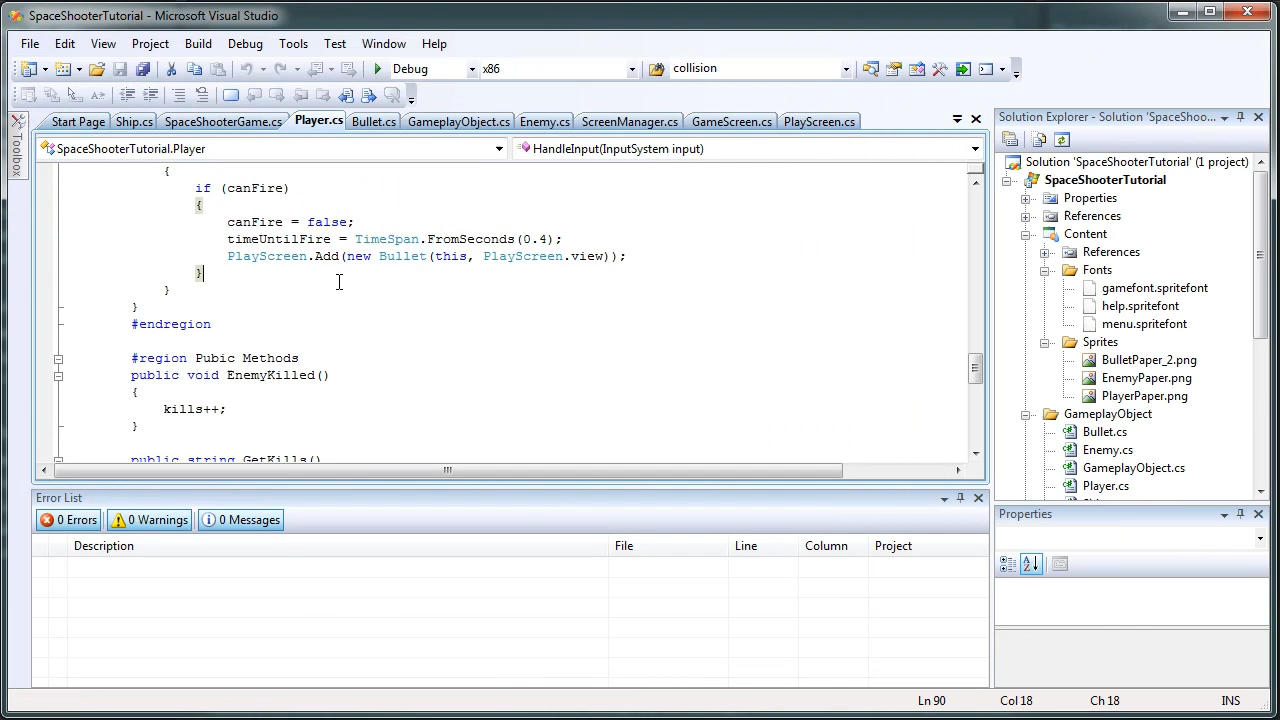 SpaceShooterTutorial - Microsoft Visual Studio
File Edit View Project Build Debug Tools Test Window Help
Debug x86 collision
Start Page Ship.cs SpaceShooterGame.cs Player.cs Bullet.cs GameplayObject.cs Enemy.cs ScreenManager.cs GameScreen.cs PlayScreen.cs
Toolbox
SpaceShooterTutorial.Player HandleInput(InputSystem input)
{
if (canFire)
{
canFire = false;
timeUntilFire = TimeSpan.FromSeconds(0.4);
PlayScreen.Add(new Bullet(this, PlayScreen.view));
}
}
}
#endregion
#region Pubic Methods
public void EnemyKilled()
{
kills++;
}
public string GetKills()
Error List
0 Errors 0 Warnings 0 Messages
Description File Line Column Project
Solution Explorer - Solution 'SpaceSho...
Solution 'SpaceShooterTutorial' (1 project)
SpaceShooterTutorial
Properties
References
Content
References
Fonts
gamefont.spritefont
help.spritefont
menu.spritefont
Sprites
BulletPaper_2.png
EnemyPaper.png
PlayerPaper.png
GameplayObject
Bullet.cs
Enemy.cs
GameplayObject.cs
Player.cs
Properties
Ln 90 Col 18 Ch 18 INS